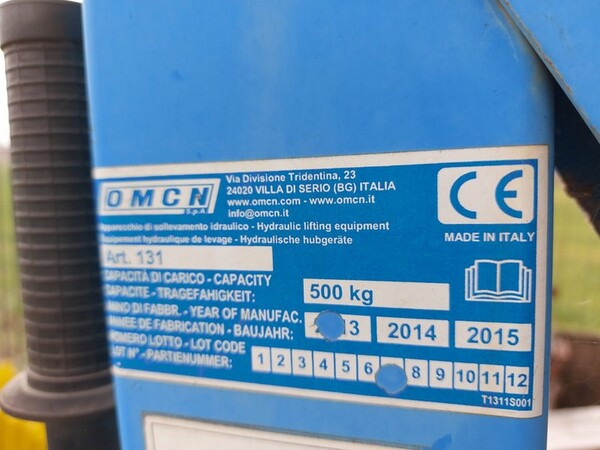 OMCN
S.p.A.
Via Divisione Tridentina, 23
24020 VILLA DI SERIO (BG) ITALIA
www.omcn.com - www.omcn.it
info@omcn.it
CE
MADE IN ITALY
Apparecchio di sollevamento idraulico - Hydraulic lifting equipment
Equipement hydraulique de levage - Hydraulische hubgeräte
Art. 131
CAPACITÀ DI CARICO - CAPACITY
CAPACITE - TRAGEFAHIGKEIT:
500 kg
ANNO DI FABBR. - YEAR OF MANUFAC.
ANNEE DE FABRICATION - BAUJAHR:
13 2014 2015
NUMERO LOTTO - LOT CODE
LOT N° - PARTIENUMMER:
1 2 3 4 5 6 8 9 10 11 12
T1311S001